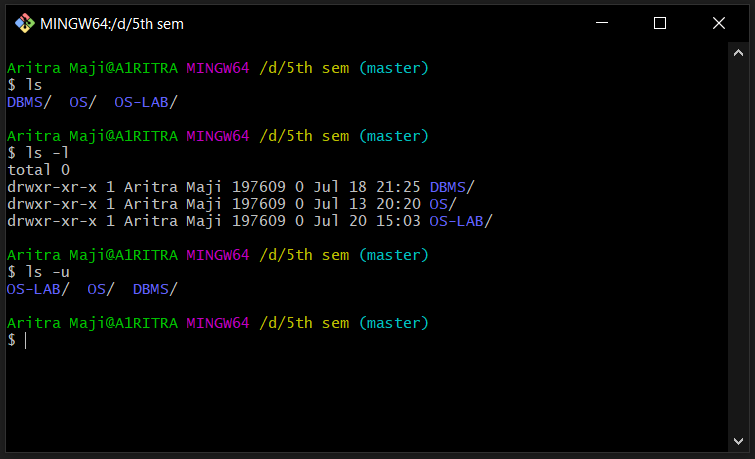 MINGW64:/d/5th sem
Aritra Maji@A1RITRA MINGW64 /d/5th sem (master)
$ ls
DBMS/  OS/  OS-LAB/
Aritra Maji@A1RITRA MINGW64 /d/5th sem (master)
$ ls -l
total 0
drwxr-xr-x 1 Aritra Maji 197609 0 Jul 18 21:25 DBMS/
drwxr-xr-x 1 Aritra Maji 197609 0 Jul 13 20:20 OS/
drwxr-xr-x 1 Aritra Maji 197609 0 Jul 20 15:03 OS-LAB/
Aritra Maji@A1RITRA MINGW64 /d/5th sem (master)
$ ls -u
OS-LAB/  OS/  DBMS/
Aritra Maji@A1RITRA MINGW64 /d/5th sem (master)
$